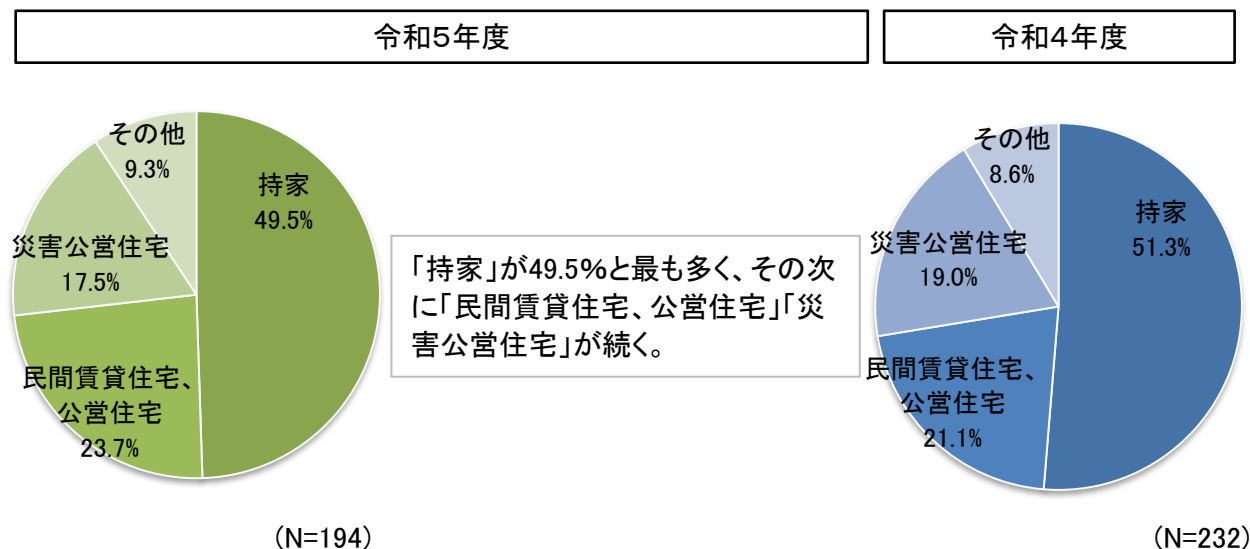 令和5年度
その他
9.3%
持家
49.5%
災害公営住宅
17.5%
民間賃貸住宅、
公営住宅
23.7%
(N=194)
「持家」が49.5%と最も多く、その次
に「民間賃貸住宅、公営住宅」「災
害公営住宅」が続く。
令和4年度
その他
8.6%
持家
51.3%
災害公営住宅
19.0%
民間賃貸住宅、
公営住宅
21.1%
(N=232)